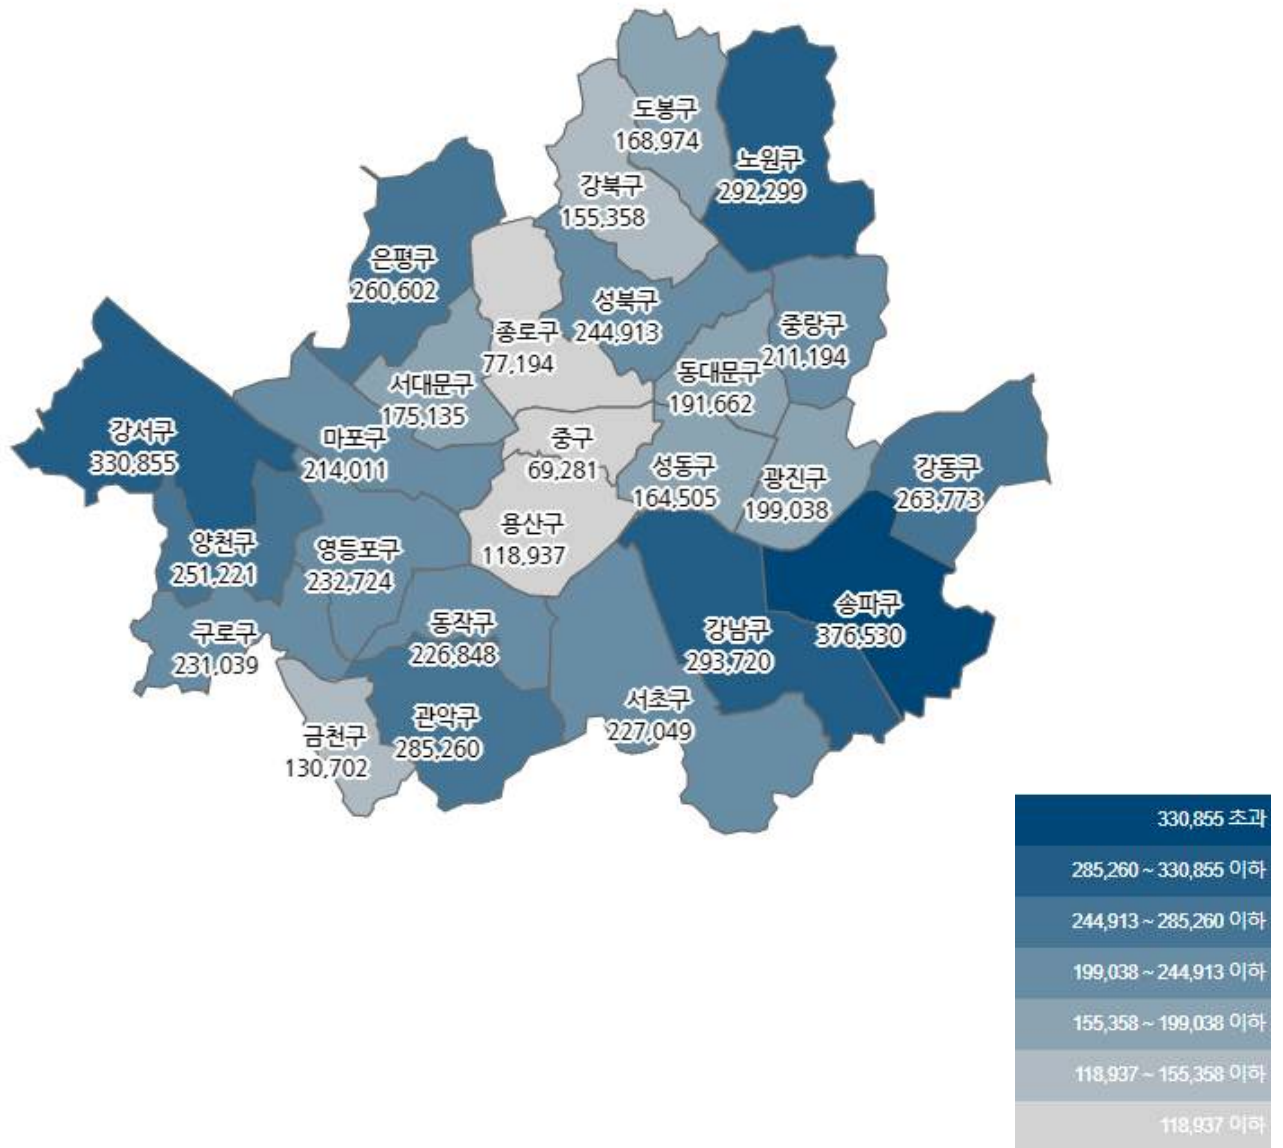 도봉구
168,974
노원구
292,299
강북구
155,358
은평구
260,602
성북구
244,913
종로구
77,194
중랑구
211,194
동대문구
191,662
서대문구
175,135
강서구
330,855
마포구
214,011
중구
69,281
성동구
164,505
광진구
199,038
강동구
263,773
용산구
118,937
양천구
251,221
영등포구
232,724
송파구
376,530
구로구
231,039
동작구
226,848
강남구
293,720
서초구
227,049
관악구
285,260
금천구
130,702
330,855 초과
285,260 ~ 330,855 이하
244,913 ~ 285,260 이하
199,038 ~ 244,913 이하
155,358 ~ 199,038 이하
118,937 ~ 155,358 이하
118,937 이하